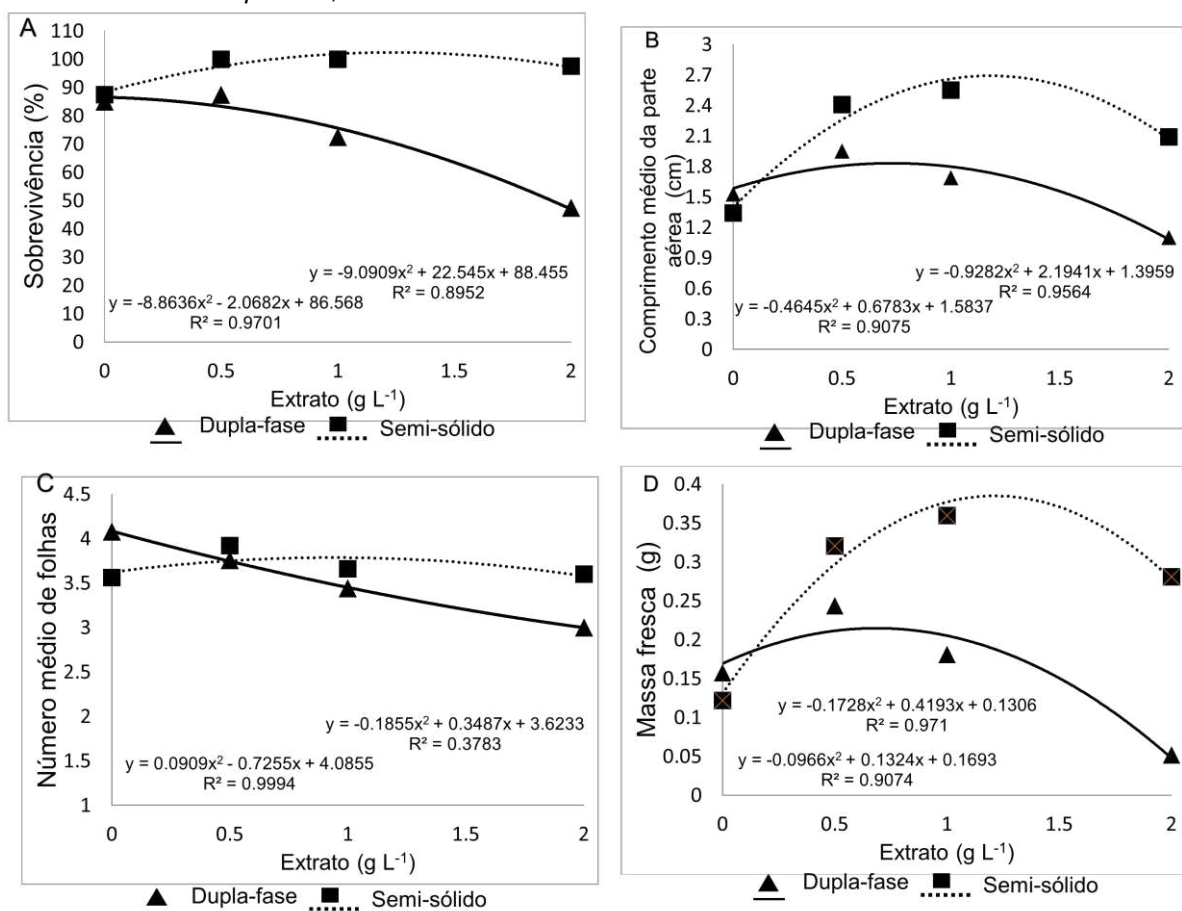 A
110
100
90
80
70
60
50
40
30
20
10
0
Sobrevivência (%)
y = -9.0909x² + 22.545x + 88.455
R² = 0.8952
y = -8.8636x² - 2.0682x + 86.568
R² = 0.9701
0 0.5 1 1.5 2
Extrato (g L⁻¹)
Dupla-fase Semi-sólido
B
3
2.7
2.4
2.1
1.8
1.5
1.2
0.9
0.6
0.3
0
Comprimento médio da parte
aérea (cm)
y = -0.9282x² + 2.1941x + 1.3959
R² = 0.9564
y = -0.4645x² + 0.6783x + 1.5837
R² = 0.9075
0 0.5 1 1.5 2
Extrato (g L⁻¹)
Dupla-fase Semi-sólido
C
4.5
4
3.5
3
2.5
2
1.5
1
Número médio de folhas
y = -0.1855x² + 0.3487x + 3.6233
R² = 0.3783
y = 0.0909x² - 0.7255x + 4.0855
R² = 0.9994
0 0.5 1 1.5 2
Extrato (g L⁻¹)
Dupla-fase Semi-sólido
D
0.4
0.35
0.3
0.25
0.2
0.15
0.1
0.05
0
Massa fresca (g)
y = -0.1728x² + 0.4193x + 0.1306
R² = 0.971
y = -0.0966x² + 0.1324x + 0.1693
R² = 0.9074
0 0.5 1 1.5 2
Extrato (g L⁻¹)
Dupla-fase Semi-sólido